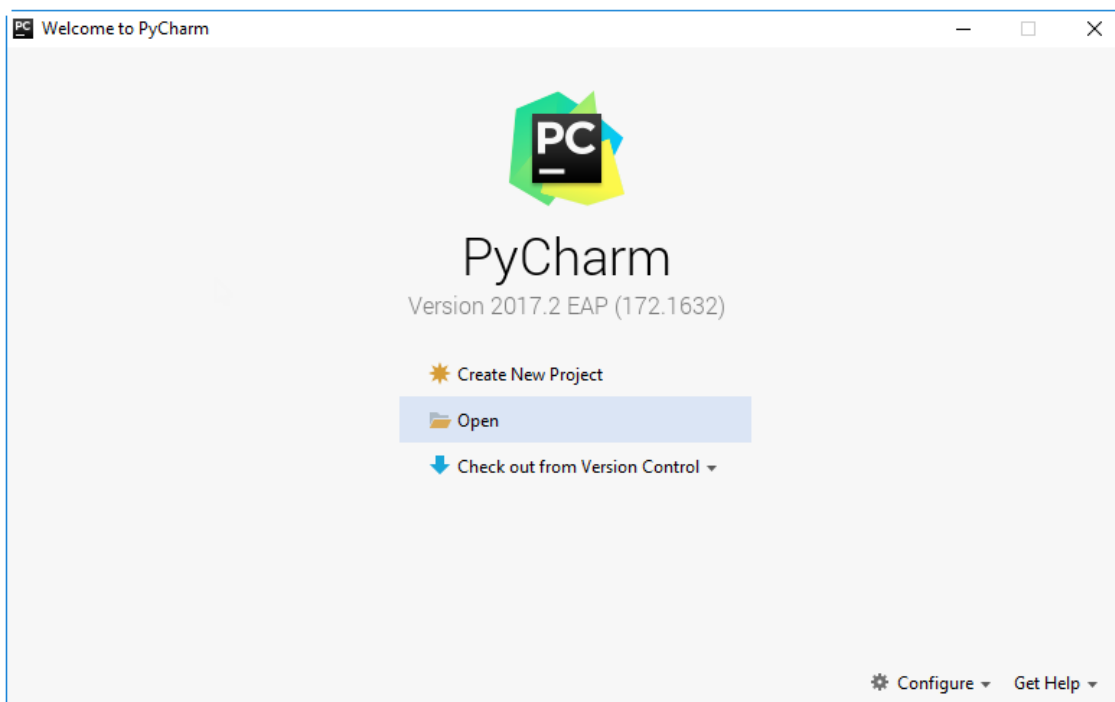 PC Welcome to PyCharm
PC
PyCharm
Version 2017.2 EAP (172.1632)
Create New Project
Open
Check out from Version Control
Configure Get Help